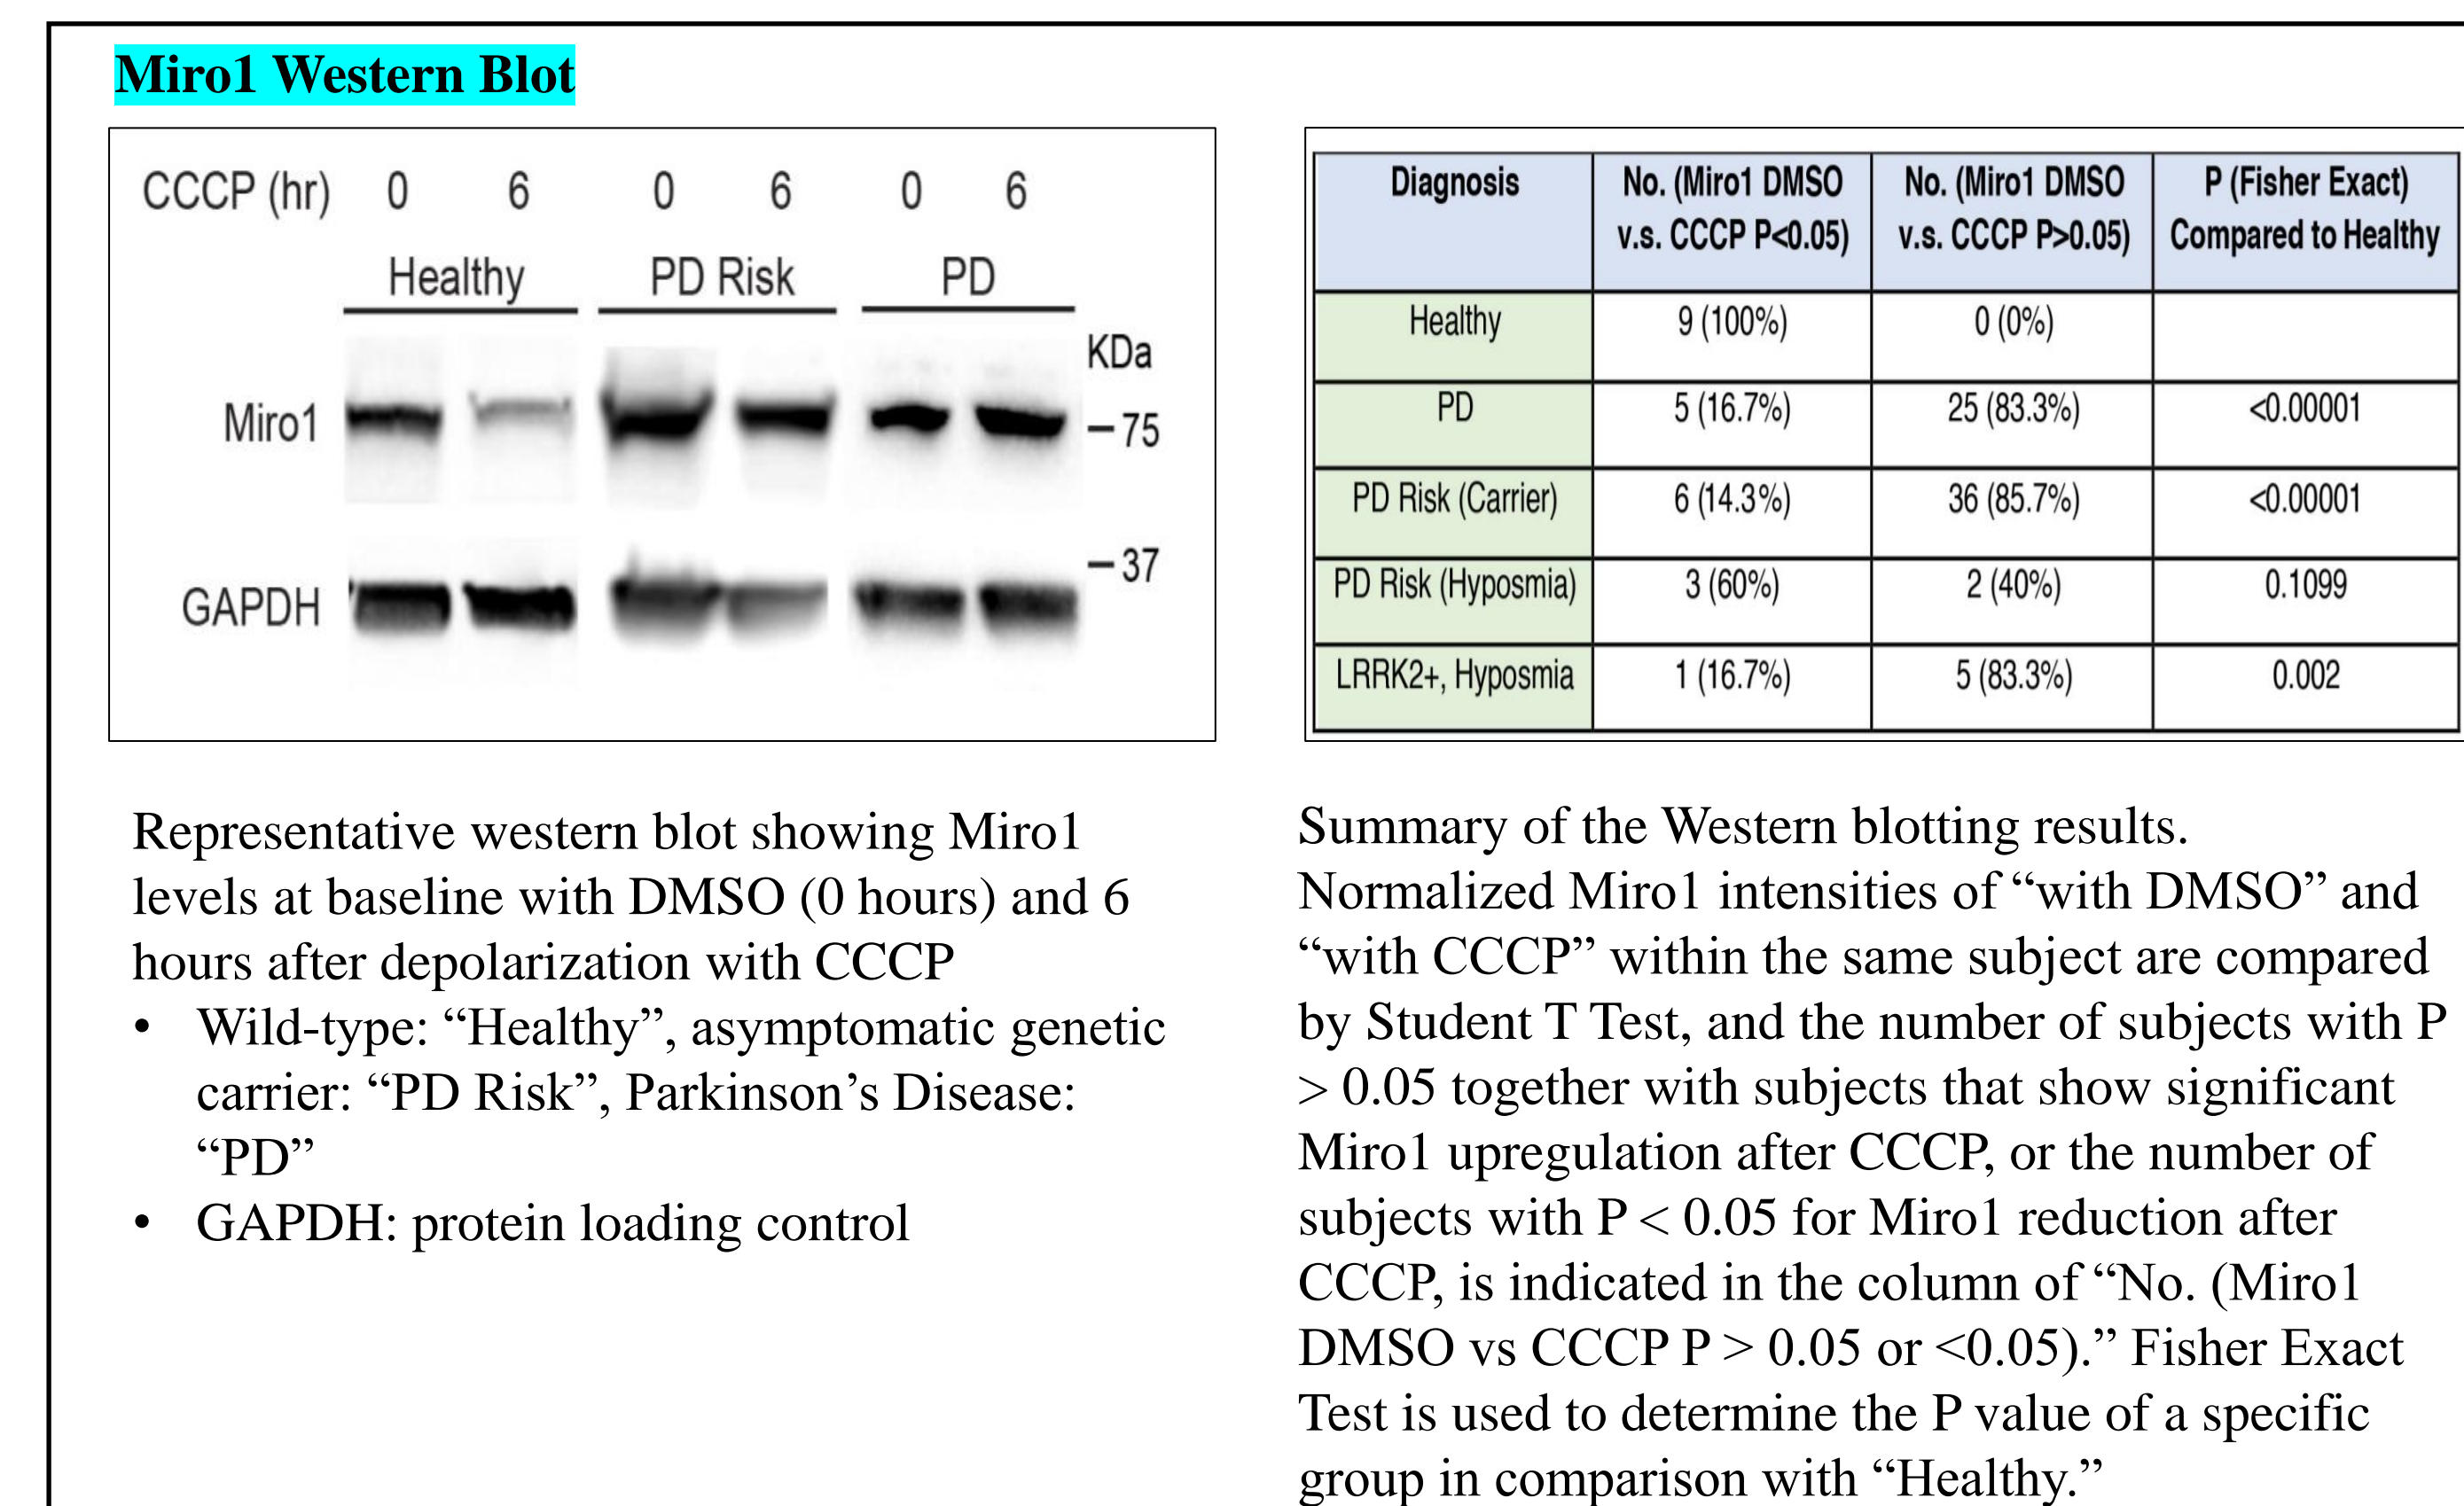 Miro1 Western Blot
CCCP (hr) 0 6 0 6 0 6
Healthy PD Risk PD
KDa
Miro1
–75
–37
GAPDH
Representative western blot showing Miro1
levels at baseline with DMSO (0 hours) and 6
hours after depolarization with CCCP
• Wild-type: “Healthy”, asymptomatic genetic
carrier: “PD Risk”, Parkinson’s Disease:
“PD”
• GAPDH: protein loading control
Diagnosis No. (Miro1 DMSO No. (Miro1 DMSO P (Fisher Exact)
v.s. CCCP P<0.05) v.s. CCCP P>0.05) Compared to Healthy
Healthy 9 (100%) 0 (0%)
PD 5 (16.7%) 25 (83.3%) <0.00001
PD Risk (Carrier) 6 (14.3%) 36 (85.7%) <0.00001
PD Risk (Hyposmia) 3 (60%) 2 (40%) 0.1099
LRRK2+, Hyposmia 1 (16.7%) 5 (83.3%) 0.002
Summary of the Western blotting results.
Normalized Miro1 intensities of “with DMSO” and
“with CCCP” within the same subject are compared
by Student T Test, and the number of subjects with P
> 0.05 together with subjects that show significant
Miro1 upregulation after CCCP, or the number of
subjects with P < 0.05 for Miro1 reduction after
CCCP, is indicated in the column of “No. (Miro1
DMSO vs CCCP P > 0.05 or <0.05).” Fisher Exact
Test is used to determine the P value of a specific
group in comparison with “Healthy.”